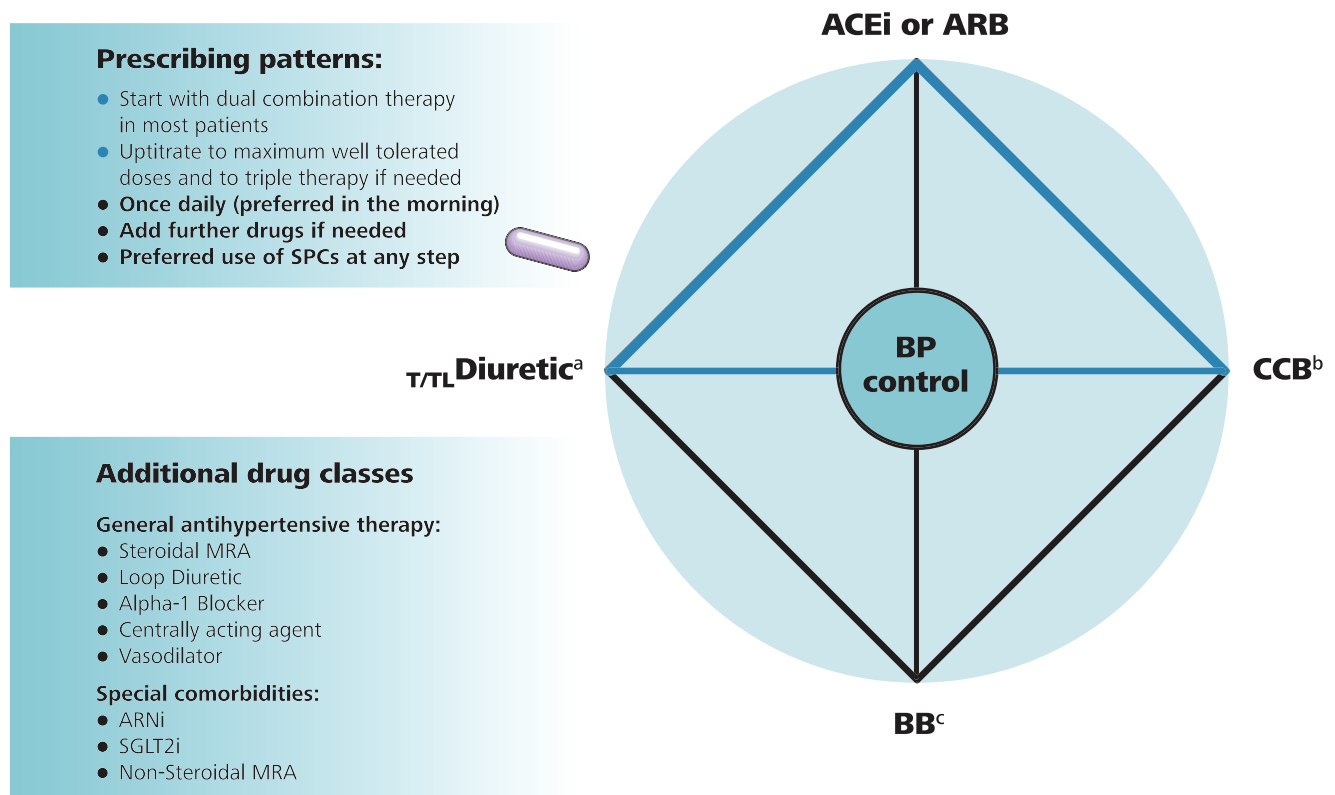 Prescribing patterns:
● Start with dual combination therapy
in most patients
● Uptitrate to maximum well tolerated
doses and to triple therapy if needed
● Once daily (preferred in the morning)
● Add further drugs if needed
● Preferred use of SPCs at any step
ACEi or ARB
T/TLDiuretic^a
BP
control
CCB^b
BB^c
Additional drug classes
General antihypertensive therapy:
● Steroidal MRA
● Loop Diuretic
● Alpha-1 Blocker
● Centrally acting agent
● Vasodilator
Special comorbidities:
● ARNi
● SGLT2i
● Non-Steroidal MRA